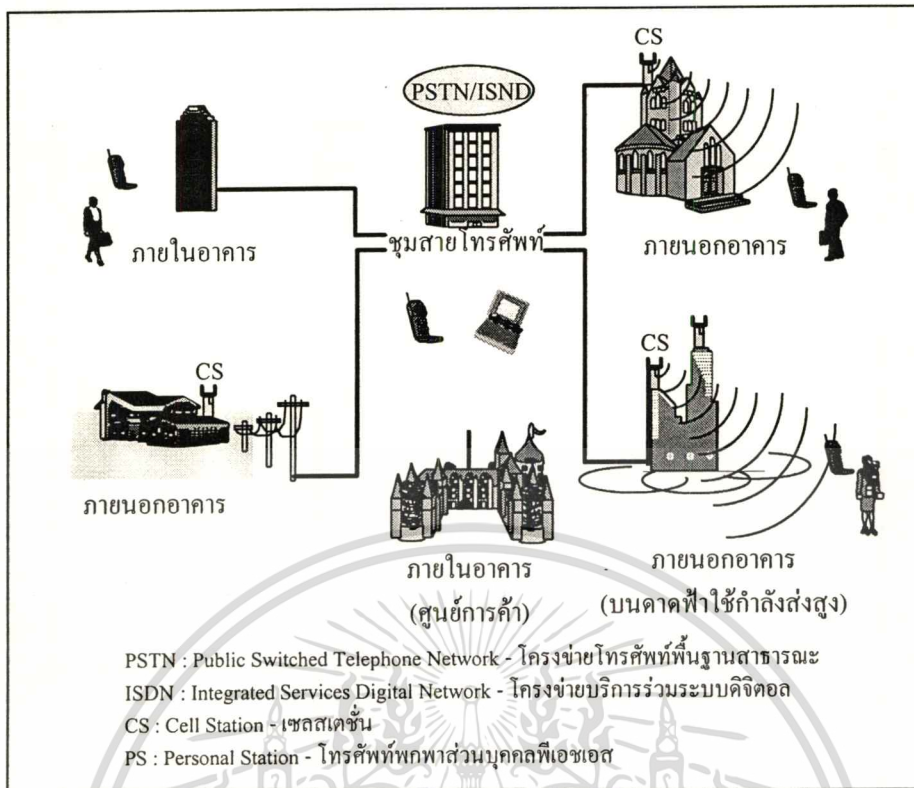 CS
PSTN/ISND
ภายในอาคาร
ชุมสายโทรศัพท์
ภายนอกอาคาร
CS
CS
ภายนอกอาคาร
ภายในอาคาร
(ศูนย์การค้า)
ภายนอกอาคาร
(บนดาดฟ้าใช้กำลังส่งสูง)
PSTN : Public Switched Telephone Network - โครงข่ายโทรศัพท์พื้นฐานสาธารณะ
ISDN : Integrated Services Digital Network - โครงข่ายบริการร่วมระบบดิจิตอล
CS : Cell Station - เซลสเตชั่น
PS : Personal Station - โทรศัพท์พกพาส่วนบุคคลพีเอชเอส